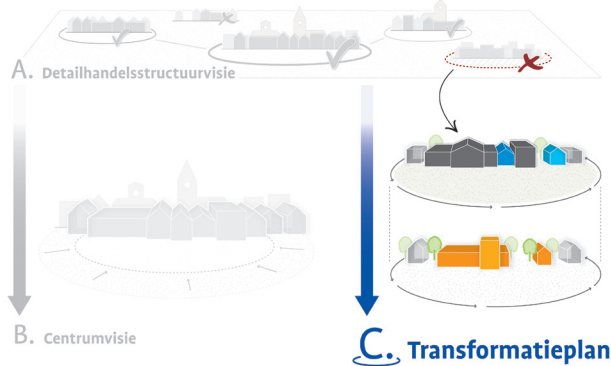 A. Detailhandelsstructuurvisie
B. Centrumvisie
C. Transformatieplan